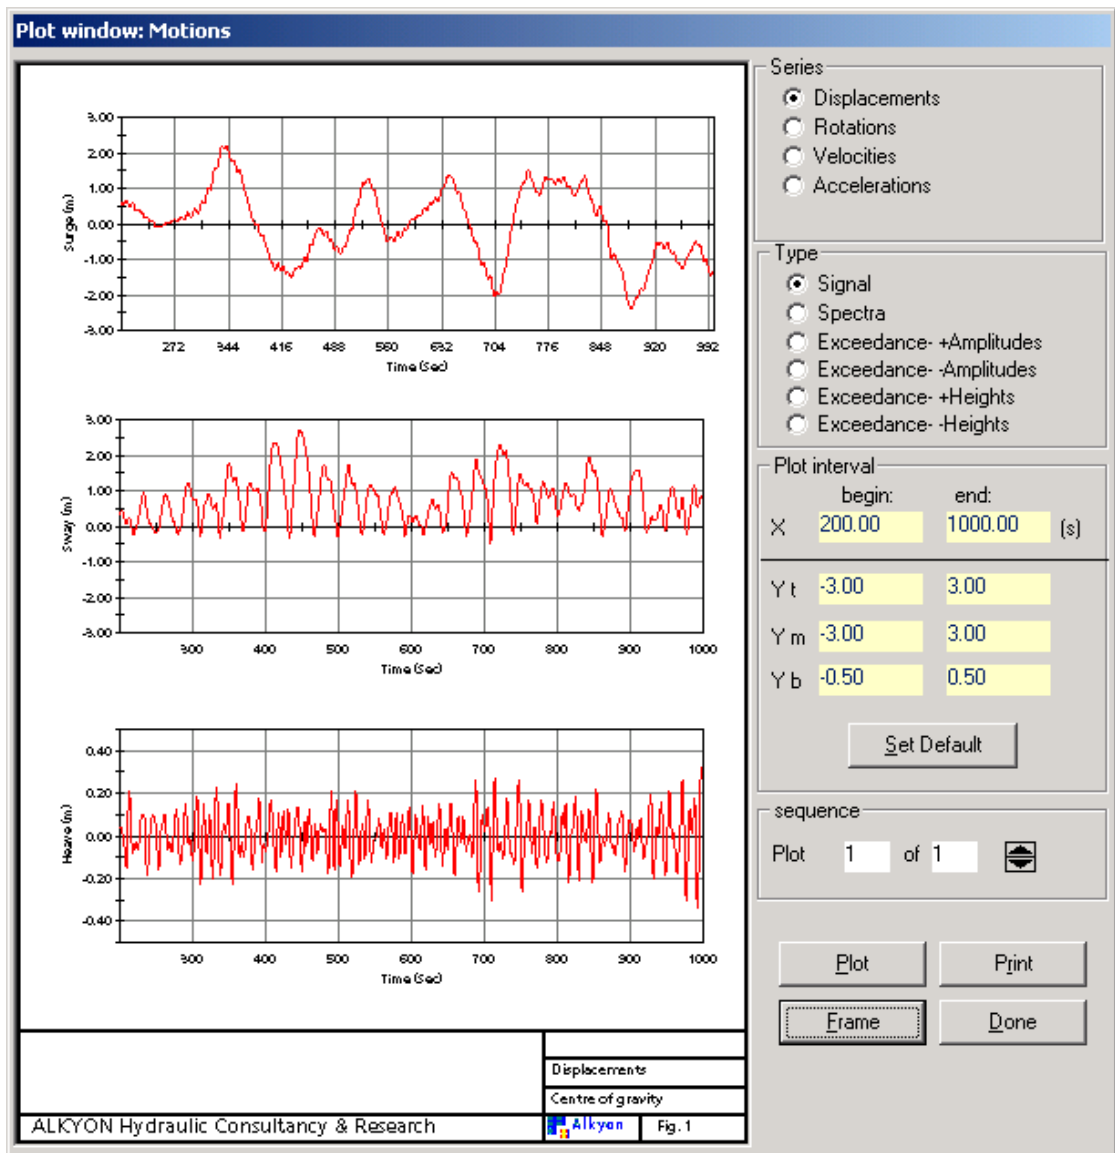 Plot window: Motions
3.00
2.00
1.00
0.00
-1.00
-2.00
-3.00
Surge (m)
272 344 416 488 560 632 704 776 848 920 992
Time (Sec)
3.00
2.00
1.00
0.00
-1.00
-2.00
-3.00
Sway (m)
300 400 500 600 700 800 900 1000
Time (Sec)
0.40
0.20
0.00
-0.20
-0.40
Heave (m)
300 400 500 600 700 800 900 1000
Time (Sec)
Displacements
Centre of gravity
ALKYON Hydraulic Consultancy & Research
Alkyon
Fig. 1
Series
Displacements
Rotations
Velocities
Accelerations
Type
Signal
Spectra
Exceedance- +Amplitudes
Exceedance- -Amplitudes
Exceedance- +Heights
Exceedance- -Heights
Plot interval
begin: end:
X 200.00 1000.00 (s)
Y t -3.00 3.00
Y m -3.00 3.00
Y b -0.50 0.50
Set Default
sequence
Plot 1 of 1
Plot Print
Frame Done